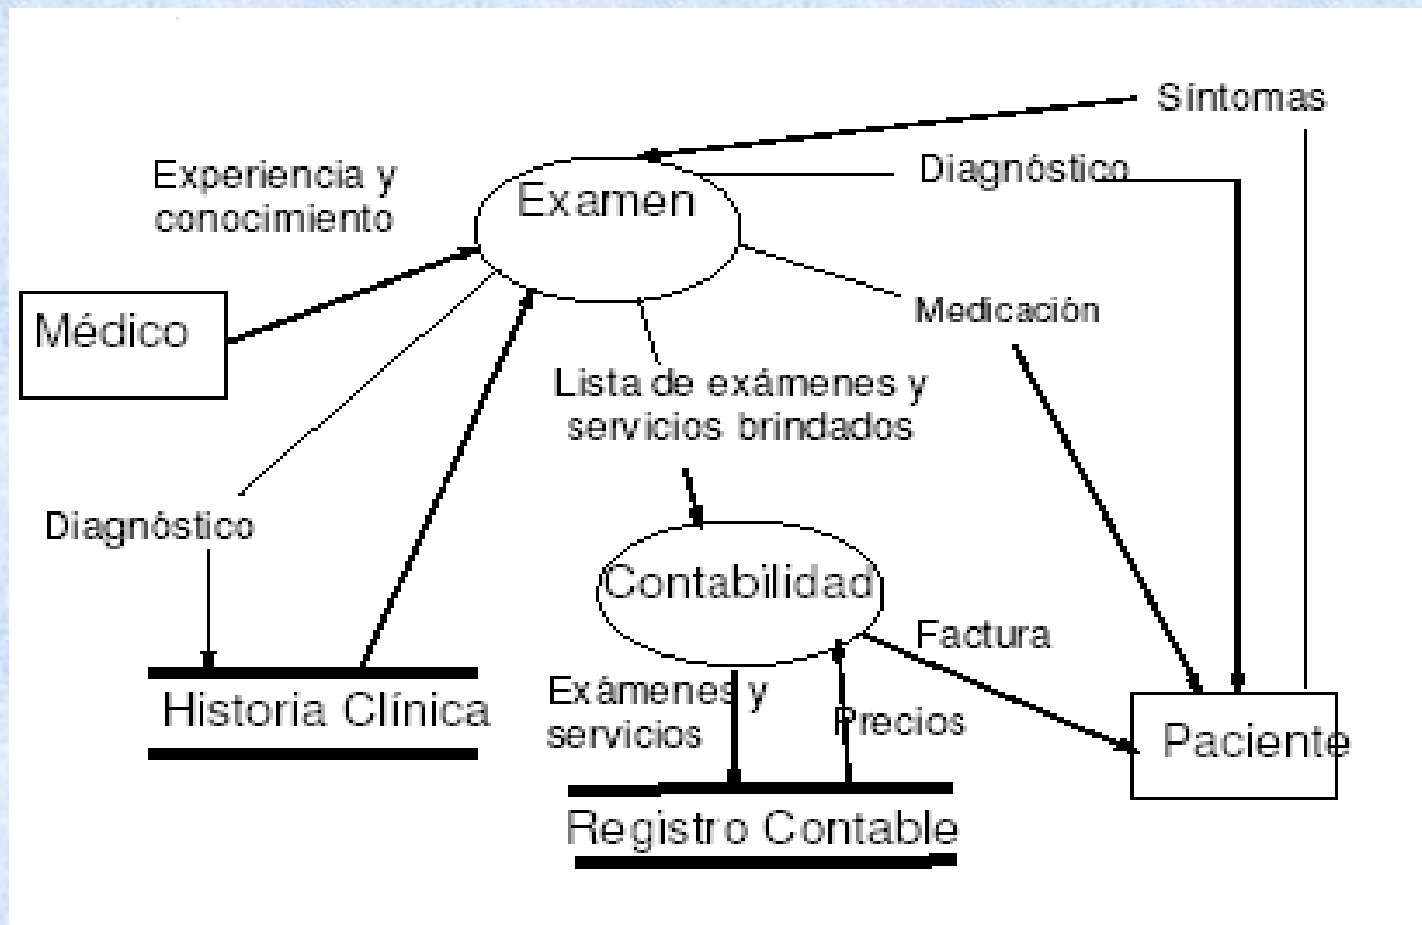 Síntomas
Diagnóstico
Experiencia y
conocimiento
Examen
Médico
Medicación
Lista de exámenes y
servicios brindados
Diagnóstico
Contabilidad
Factura
Exámenes y
servicios
Precios
Historia Clínica
Paciente
Registro Contable